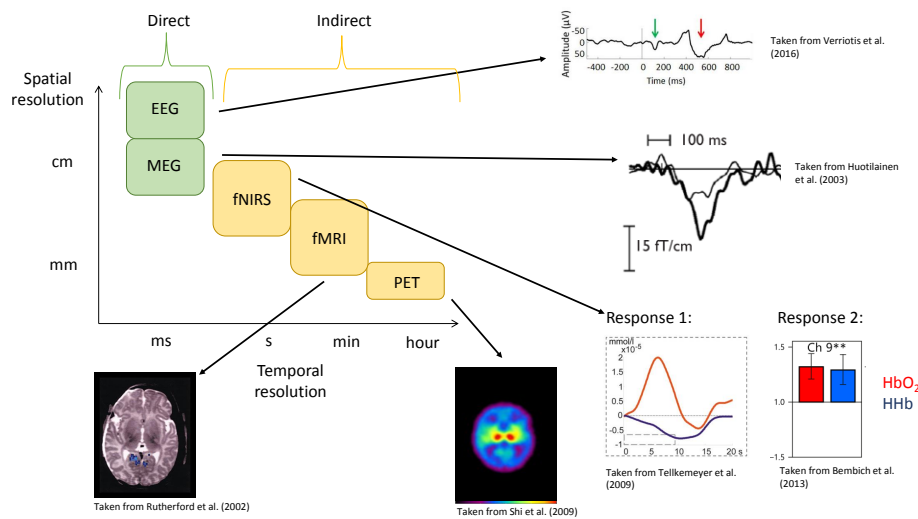 Direct
Indirect
Spatial
resolution
EEG
MEG
fNIRS
fMRI
PET
cm
mm
ms
s
min
hour
Temporal
resolution
Amplitude (µV)
-50
0
50
-400
-200
0
200
400
600
800
Time (ms)
Taken from Verriotis et al.
(2016)
100 ms
15 fT/cm
Taken from Huotilainen
et al. (2003)
Response 1:
mmol/l
x10⁻⁵
2
1.5
1
0.5
0
-0.5
-1
0
5
10
15
20 s
Taken from Tellkemeyer et al.
(2009)
Response 2:
Ch 9**
1.5
1.0
-1.5
HbO₂
HHb
Taken from Bembich et al.
(2013)
Taken from Rutherford et al. (2002)
Taken from Shi et al. (2009)